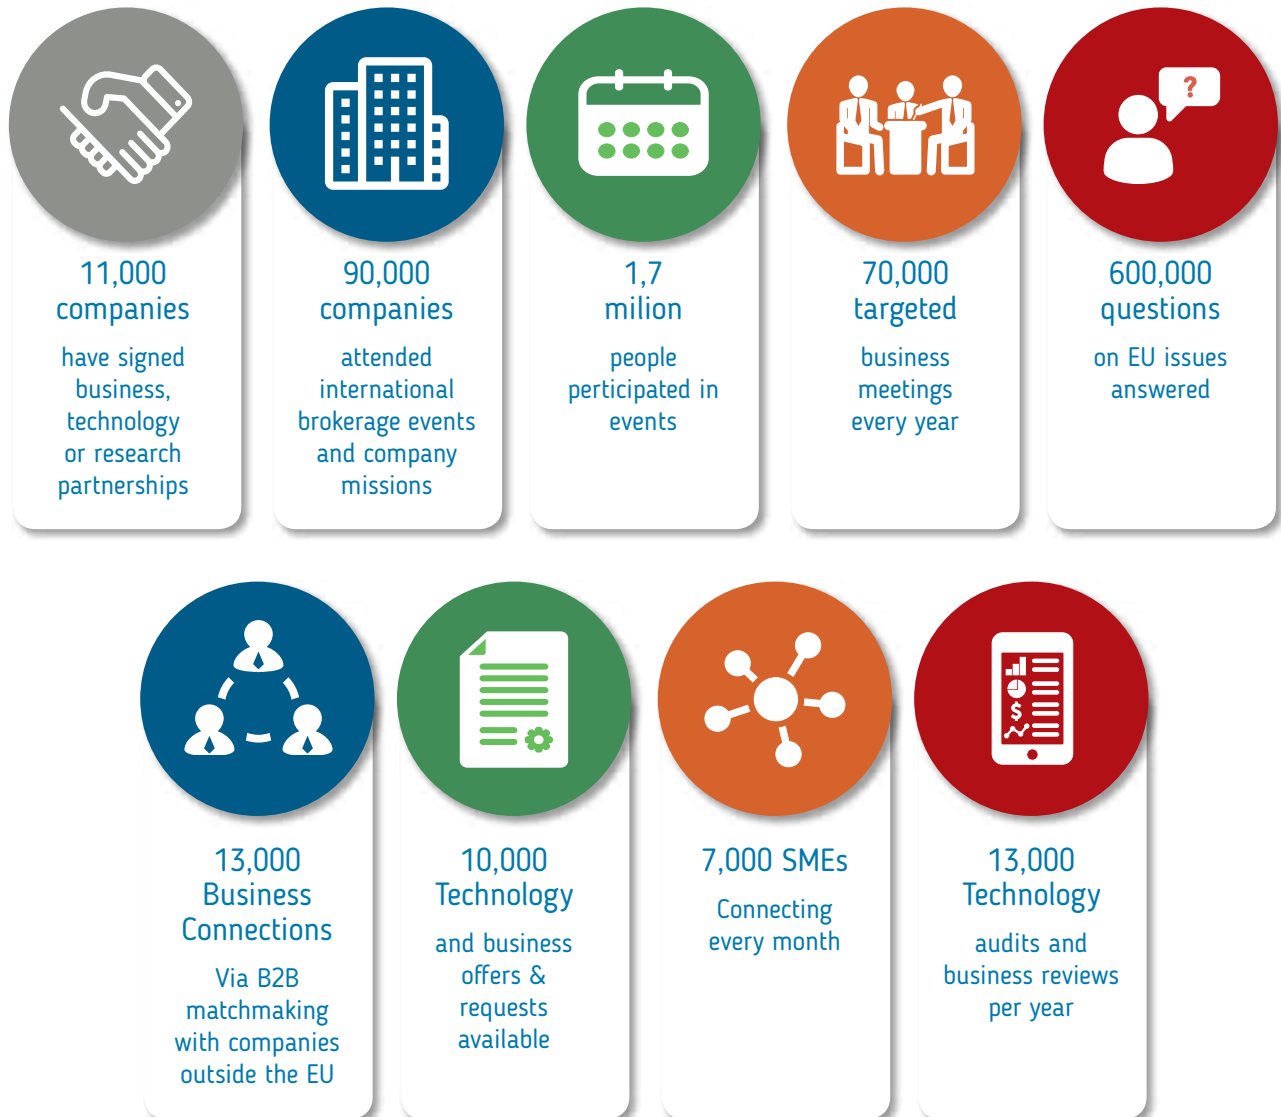 ?
11,000
companies
have signed
business,
technology
or research
partnerships
90,000
companies
attended
international
brokerage events
and company
missions
1,7
milion
people
perticipated in
events
70,000
targeted
business
meetings
every year
600,000
questions
on EU issues
answered
$
13,000
Business
Connections
Via B2B
matchmaking
with companies
outside the EU
10,000
Technology
and business
offers &
requests
available
7,000 SMEs
Connecting
every month
13,000
Technology
audits and
business reviews
per year